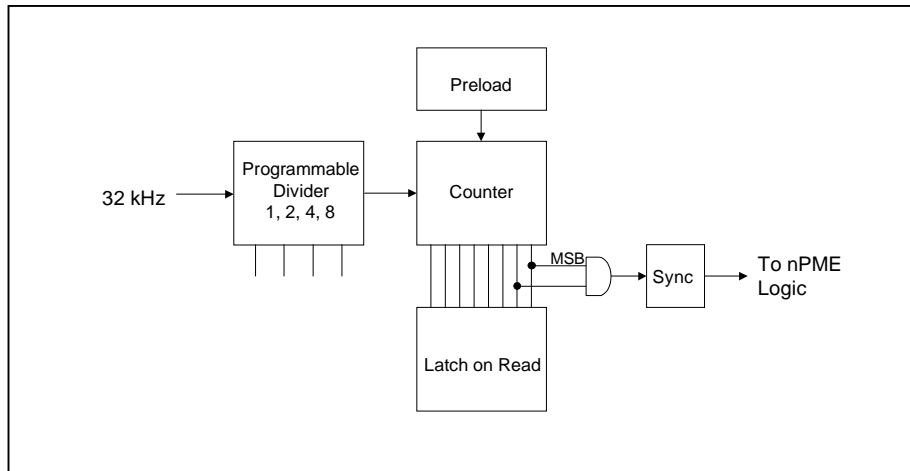 Preload
32 kHz
Programmable
Divider
1, 2, 4, 8
Counter
MSB
Sync
To nPME
Logic
Latch on Read